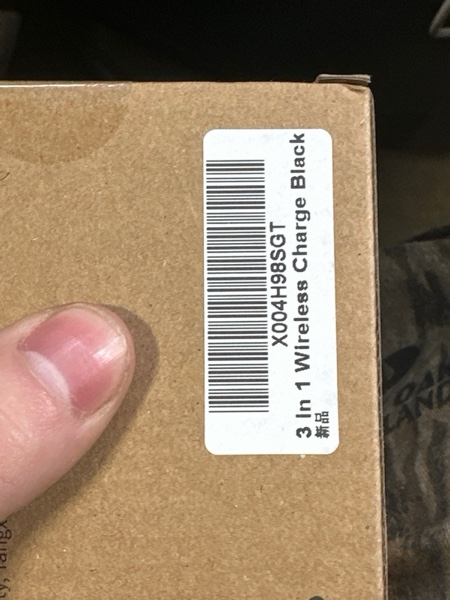 X004H98SGT
3 In 1 Wireless Charge Black
新品